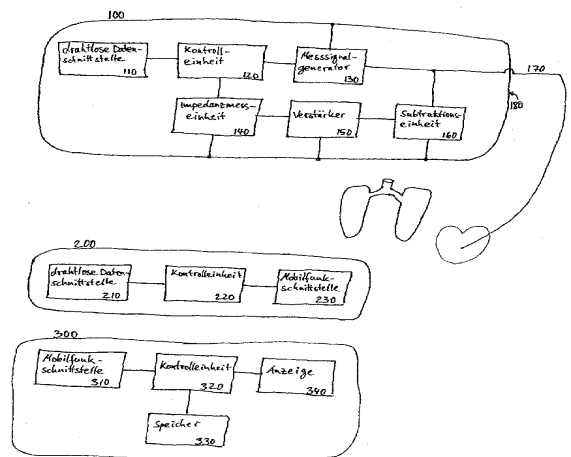 100
drahtlose Daten-
schnittstelle
110
Kontroll-
einheit
120
Messsignal-
generator
130
170
180
Impedanzmess-
einheit
140
Verstärker
150
Subtraktions-
einheit
160
200
drahtlose Daten-
schnittstelle
210
Kontrolleinheit
220
Mobilfunk-
schnittstelle
230
300
Mobilfunk-
schnittstelle
310
Kontrolleinheit
320
Anzeige
340
Speicher
330